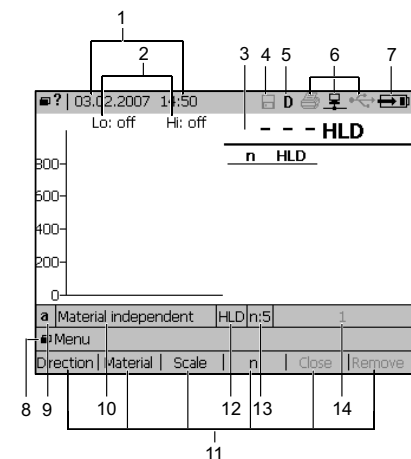 1
2 3 4 5 6 7
? 03.02.2007 14:50 D
Lo: off Hi: off
- - - HLD
n HLD
800
600
400
200
0
a Material independent HLD n:5 1
Menu
Direction Material Scale n Close Remove
8 9 10 12 13 14
11